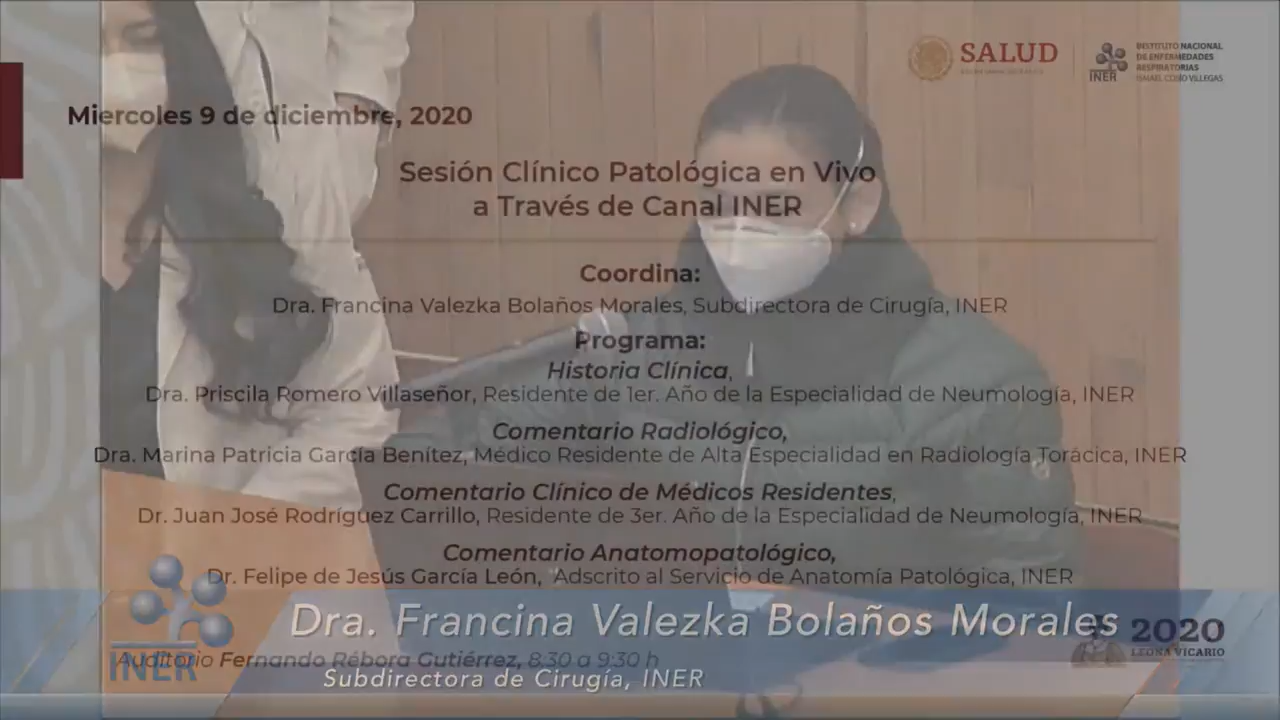 SALUD
INER
INSTITUTO NACIONAL
DE ENFERMEDADES
RESPIRATORIAS
ISMAEL COSÍO VILLEGAS
Miercoles 9 de diciembre, 2020
Sesión Clínico Patológica en Vivo
a Través de Canal INER
Coordina:
Dra. Francina Valezka Bolaños Morales, Subdirectora de Cirugía, INER
Programa:
Historia Clínica,
Dra. Priscila Romero Villaseñor, Residente de 1er. Año de la Especialidad de Neumología, INER
Comentario Radiológico,
Dra. Marina Patricia García Benítez, Médico Residente de Alta Especialidad en Radiología Torácica, INER
Comentario Clínico de Médicos Residentes,
Dr. Juan José Rodríguez Carrillo, Residente de 3er. Año de la Especialidad de Neumología, INER
Comentario Anatomopatológico,
Dr. Felipe de Jesús García León, Adscrito al Servicio de Anatomía Patológica, INER
Dra. Francina Valezka Bolaños Morales
2020
LEONA VICARIO
Auditorio Fernando Rébora Gutiérrez, 8:30 a 9:30 h
INER
Subdirectora de Cirugía, INER